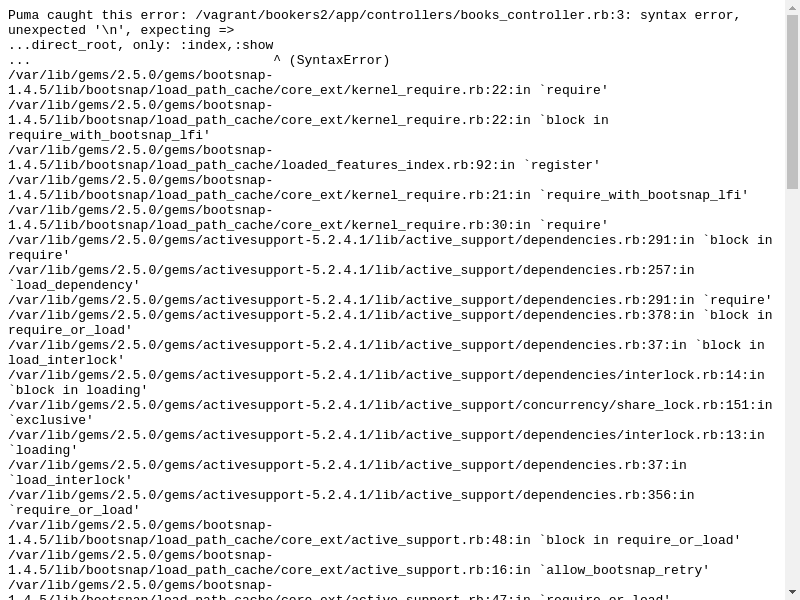 Puma caught this error: /vagrant/bookers2/app/controllers/books_controller.rb:3: syntax error,
unexpected '\n', expecting =>
...direct_root, only: :index,:show
...                               ^ (SyntaxError)
/var/lib/gems/2.5.0/gems/bootsnap-
1.4.5/lib/bootsnap/load_path_cache/core_ext/kernel_require.rb:22:in `require'
/var/lib/gems/2.5.0/gems/bootsnap-
1.4.5/lib/bootsnap/load_path_cache/core_ext/kernel_require.rb:22:in `block in
require_with_bootsnap_lfi'
/var/lib/gems/2.5.0/gems/bootsnap-
1.4.5/lib/bootsnap/load_path_cache/loaded_features_index.rb:92:in `register'
/var/lib/gems/2.5.0/gems/bootsnap-
1.4.5/lib/bootsnap/load_path_cache/core_ext/kernel_require.rb:21:in `require_with_bootsnap_lfi'
/var/lib/gems/2.5.0/gems/bootsnap-
1.4.5/lib/bootsnap/load_path_cache/core_ext/kernel_require.rb:30:in `require'
/var/lib/gems/2.5.0/gems/activesupport-5.2.4.1/lib/active_support/dependencies.rb:291:in `block in
require'
/var/lib/gems/2.5.0/gems/activesupport-5.2.4.1/lib/active_support/dependencies.rb:257:in
`load_dependency'
/var/lib/gems/2.5.0/gems/activesupport-5.2.4.1/lib/active_support/dependencies.rb:291:in `require'
/var/lib/gems/2.5.0/gems/activesupport-5.2.4.1/lib/active_support/dependencies.rb:378:in `block in
require_or_load'
/var/lib/gems/2.5.0/gems/activesupport-5.2.4.1/lib/active_support/dependencies.rb:37:in `block in
load_interlock'
/var/lib/gems/2.5.0/gems/activesupport-5.2.4.1/lib/active_support/dependencies/interlock.rb:14:in
`block in loading'
/var/lib/gems/2.5.0/gems/activesupport-5.2.4.1/lib/active_support/concurrency/share_lock.rb:151:in
`exclusive'
/var/lib/gems/2.5.0/gems/activesupport-5.2.4.1/lib/active_support/dependencies/interlock.rb:13:in
`loading'
/var/lib/gems/2.5.0/gems/activesupport-5.2.4.1/lib/active_support/dependencies.rb:37:in
`load_interlock'
/var/lib/gems/2.5.0/gems/activesupport-5.2.4.1/lib/active_support/dependencies.rb:356:in
`require_or_load'
/var/lib/gems/2.5.0/gems/bootsnap-
1.4.5/lib/bootsnap/load_path_cache/core_ext/active_support.rb:48:in `block in require_or_load'
/var/lib/gems/2.5.0/gems/bootsnap-
1.4.5/lib/bootsnap/load_path_cache/core_ext/active_support.rb:16:in `allow_bootsnap_retry'
/var/lib/gems/2.5.0/gems/bootsnap-
1.4.5/lib/bootsnap/load_path_cache/core_ext/active_support.rb:47:in `require_or_load'